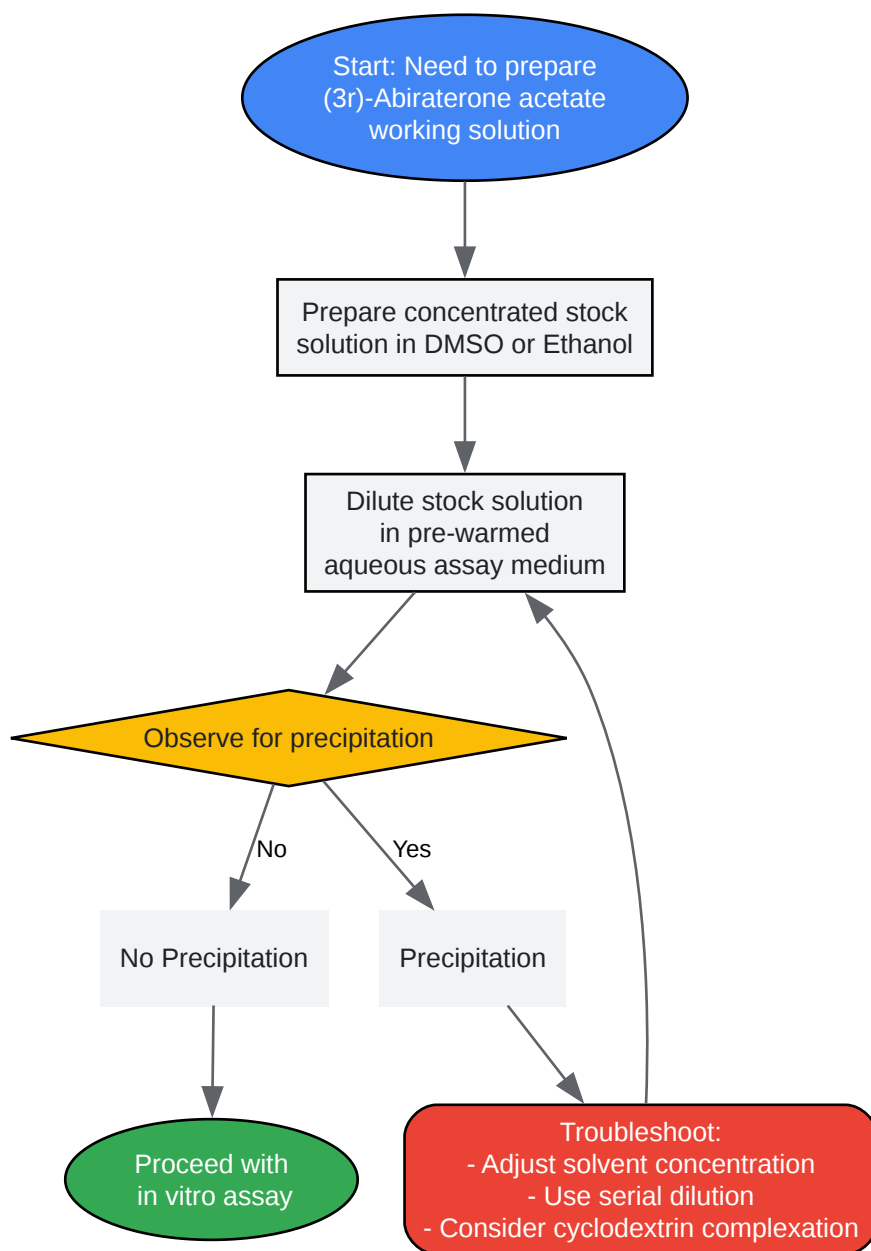 Start: Need to prepare
(3r)-Abiraterone acetate
working solution
Prepare concentrated stock
solution in DMSO or Ethanol
Dilute stock solution
in pre-warmed
aqueous assay medium
Observe for precipitation
No
Yes
No Precipitation
Precipitation
Proceed with
in vitro assay
Troubleshoot:
- Adjust solvent concentration
- Use serial dilution
- Consider cyclodextrin complexation